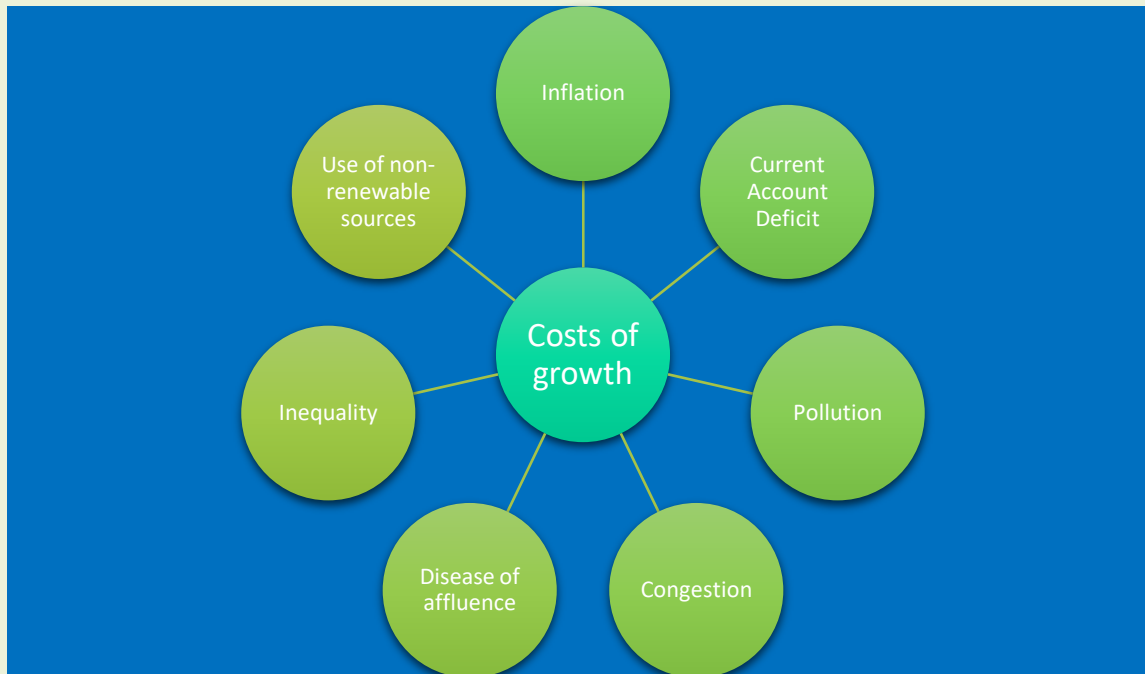 Inflation
Current
Account
Deficit
Pollution
Congestion
Disease of
affluence
Inequality
Use of non-
renewable
sources
Costs of
growth